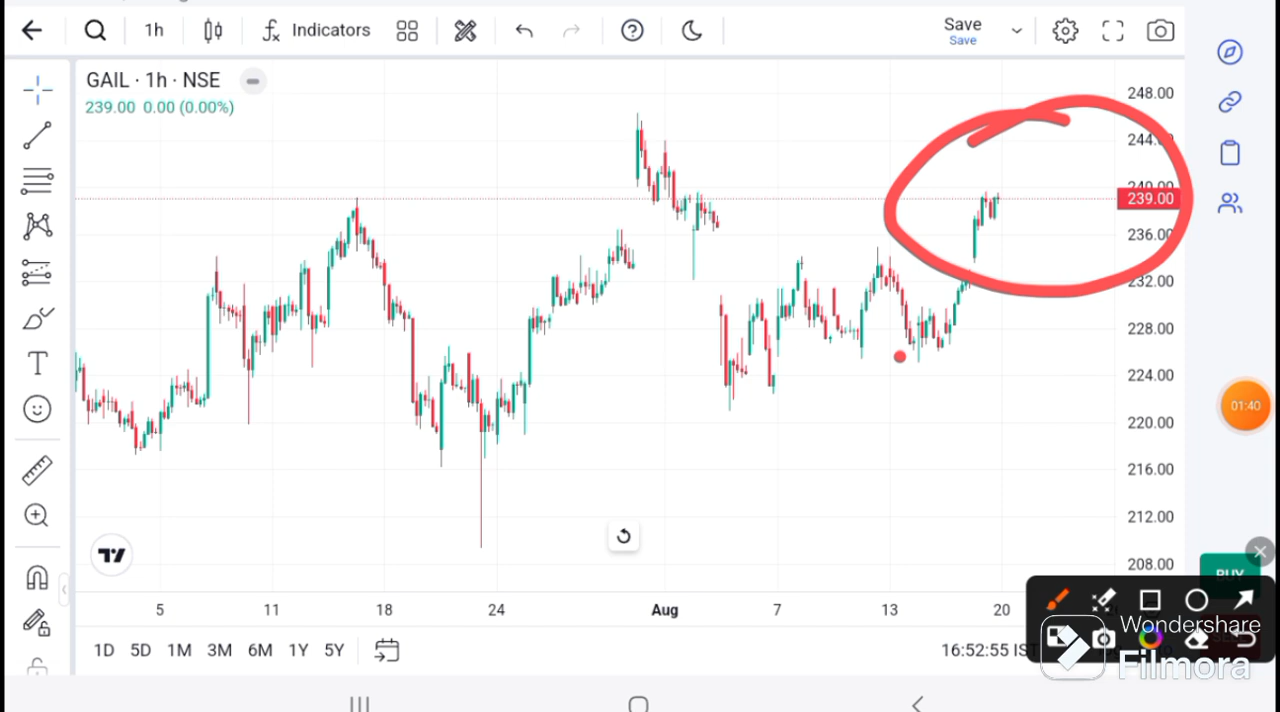 1h
Indicators
Save
Save
GAIL · 1h · NSE
239.00 0.00 (0.00%)
248.00
244.00
240.00
239.00
236.00
232.00
228.00
224.00
220.00
216.00
212.00
208.00
01:40
BUY
5 11 18 24 Aug 7 13 20
1D 5D 1M 3M 6M 1Y 5Y
16:52:55 IST
Wondershare
Filmora